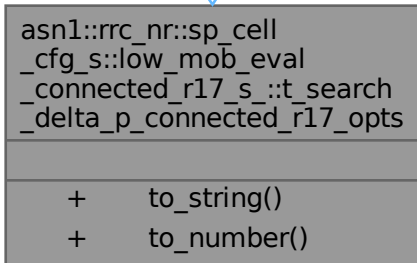 asn1::rrc_nr::sp_cell
_cfg_s::low_mob_eval
_connected_r17_s_::t_search
_delta_p_connected_r17_opts
+ to_string()
+ to_number()